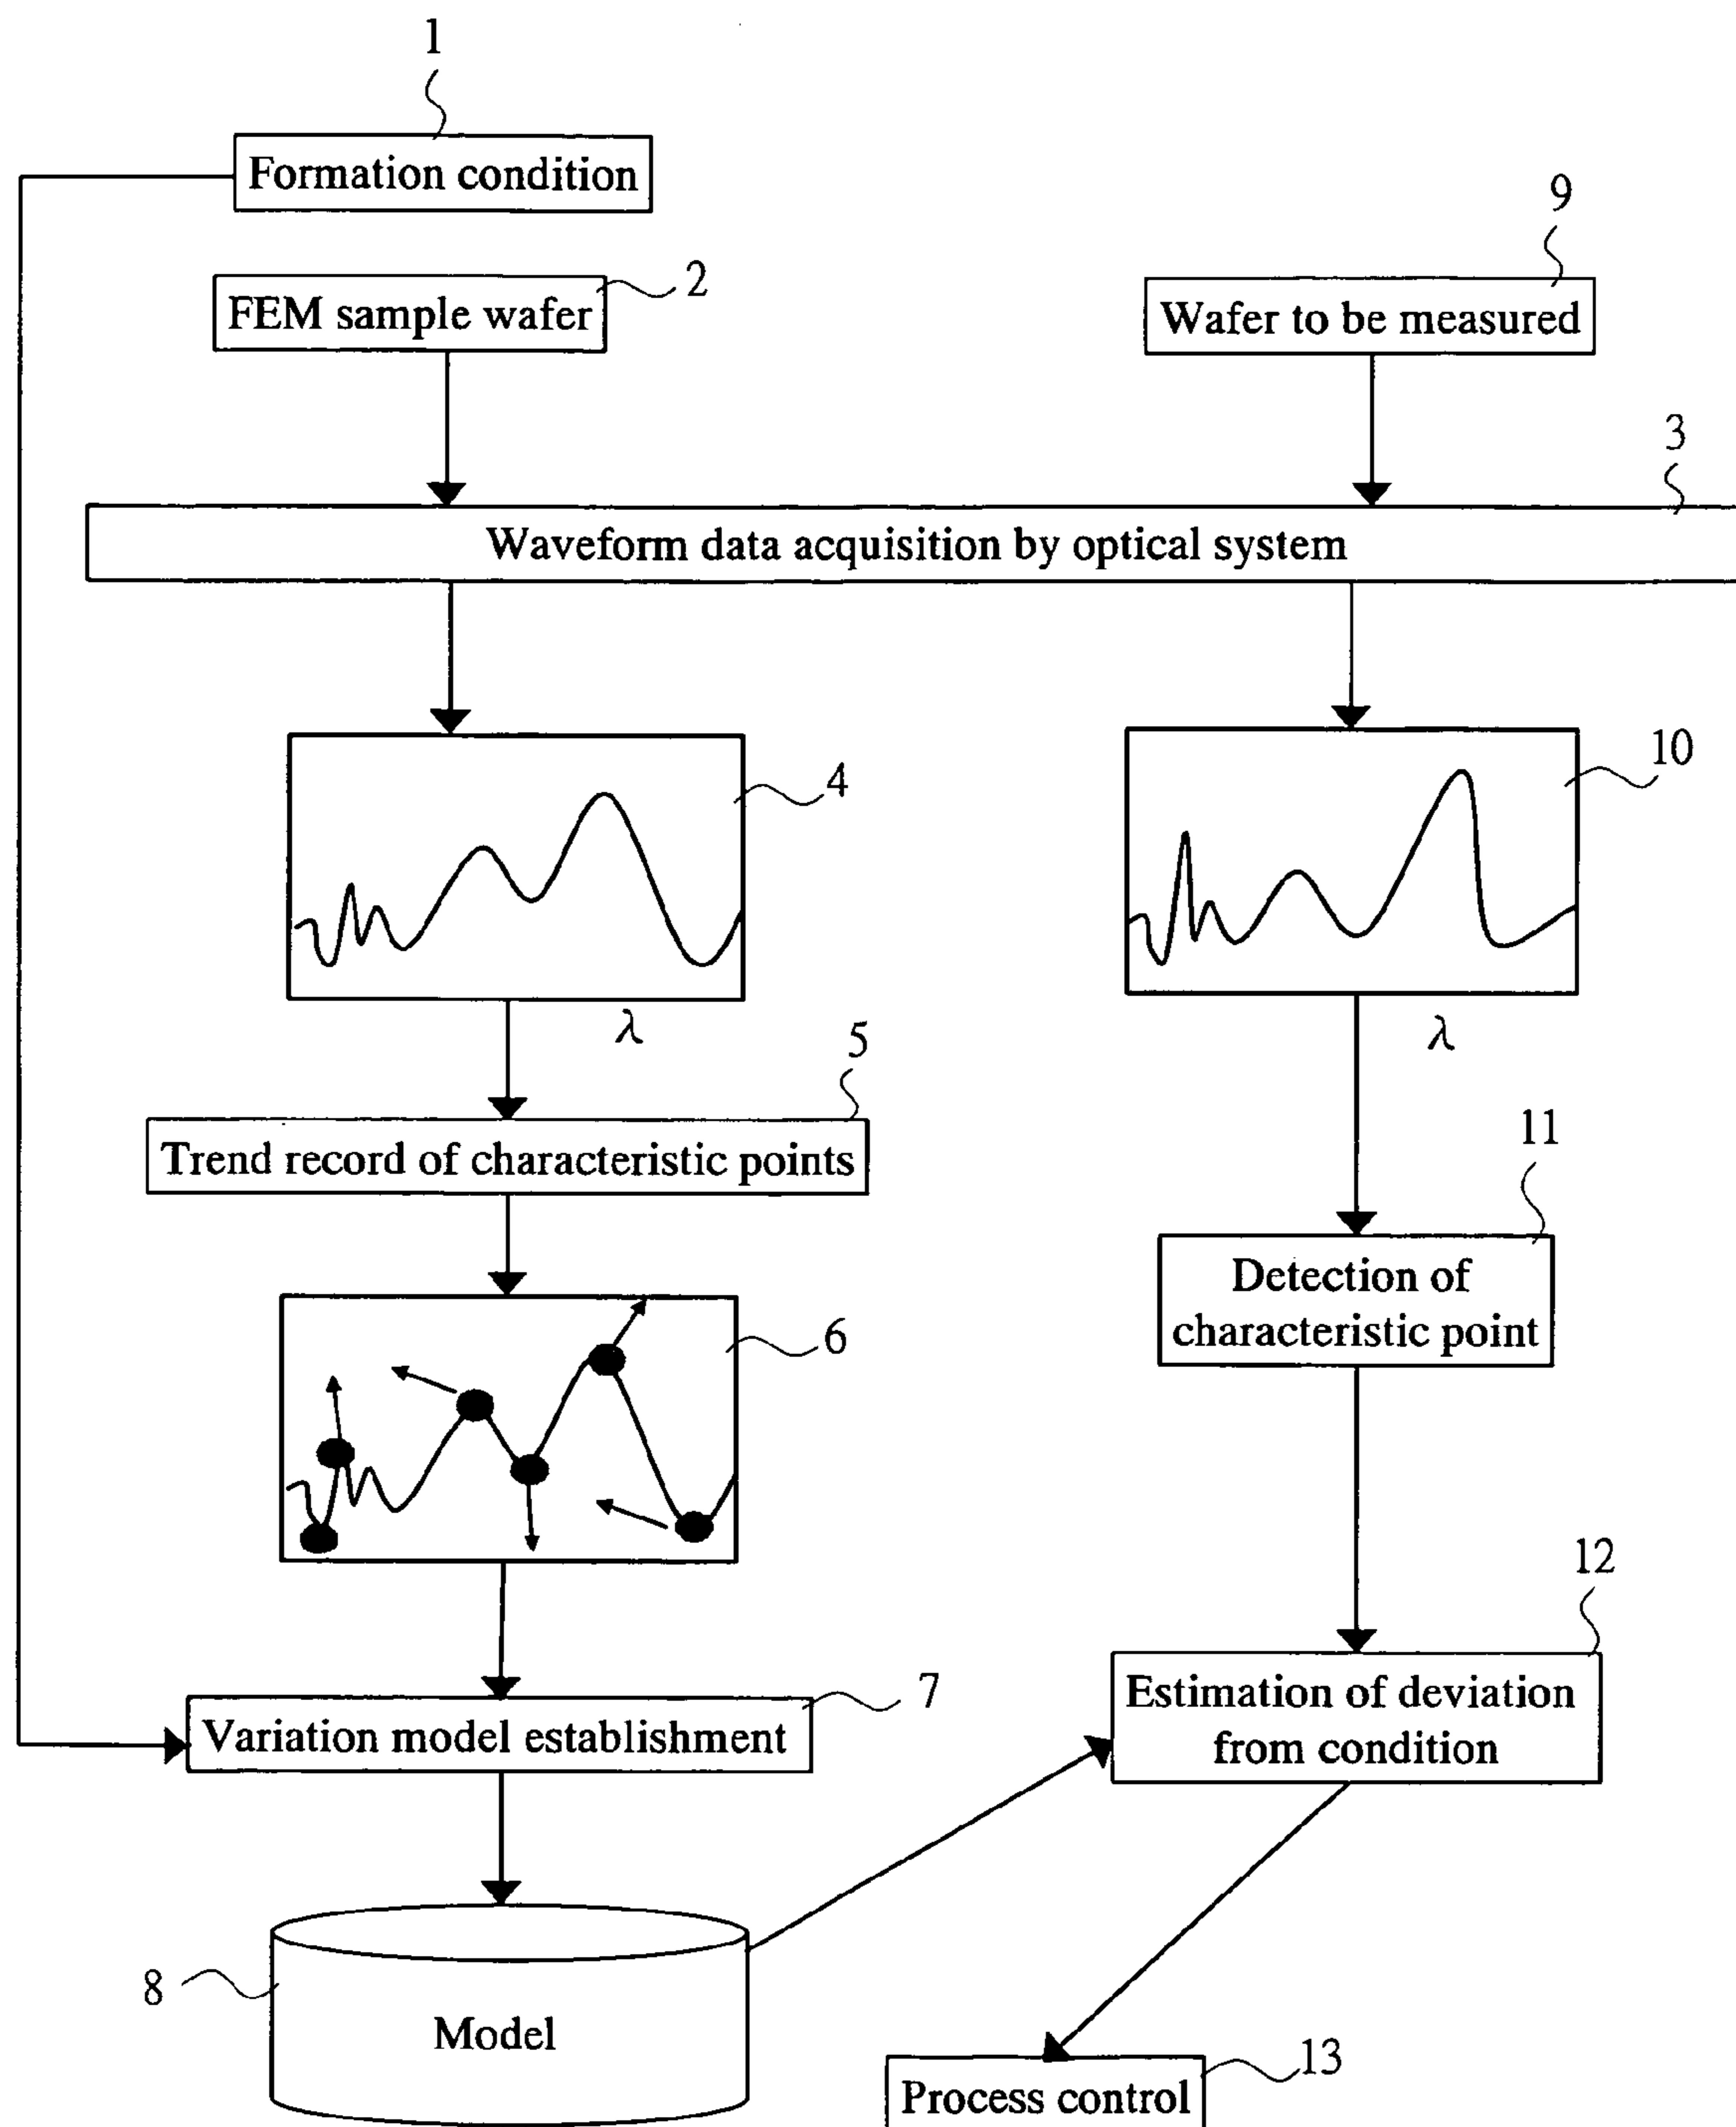 1
Formation condition
9
2
FEM sample wafer
Wafer to be measured
3
Waveform data acquisition by optical system
4
10
λ
λ
5
Trend record of characteristic points
11
Detection of
characteristic point
6
12
7
Estimation of deviation
from condition
Variation model establishment
8
Model
13
Process control